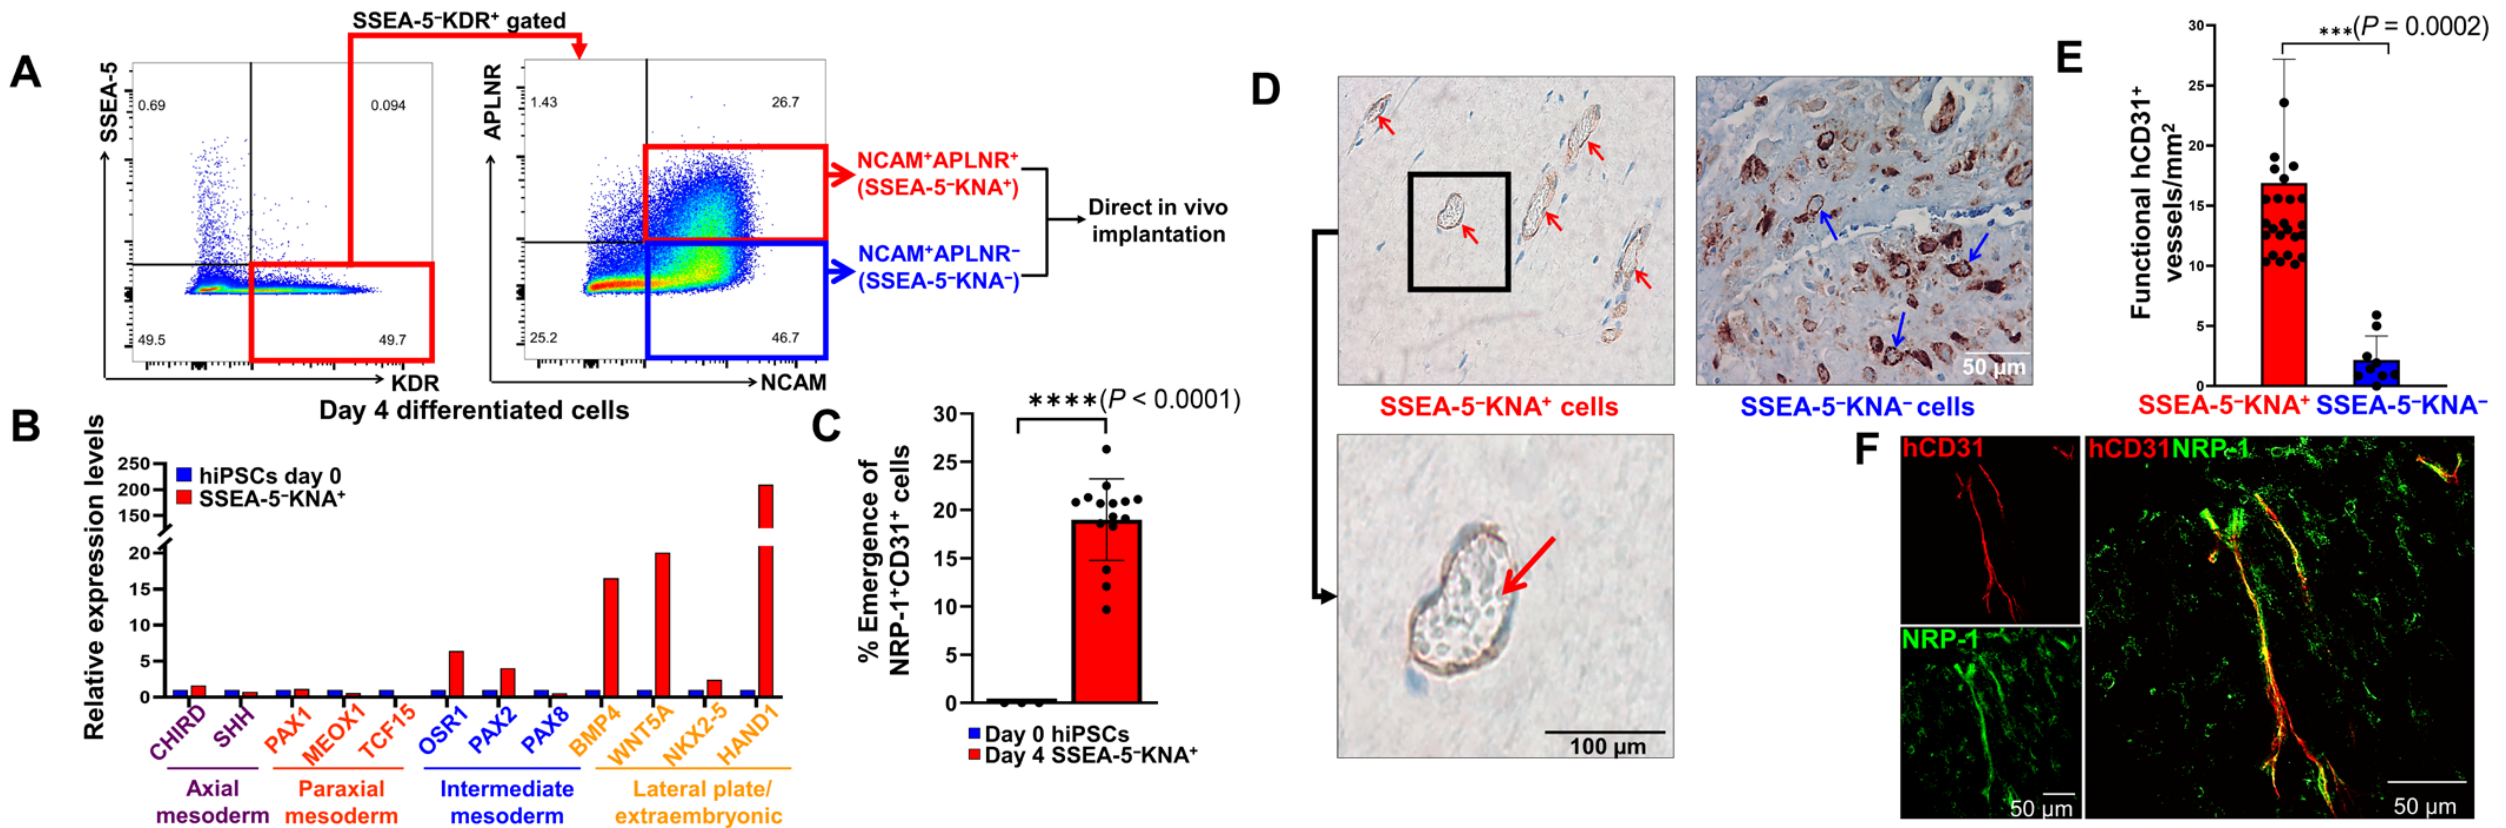 A
SSEA-5⁻KDR⁺ gated
SSEA-5
0.69
0.094
49.5
49.7
KDR
APLNR
1.43
26.7
25.2
46.7
NCAM
NCAM⁺APLNR⁺
(SSEA-5⁻KNA⁺)
NCAM⁺APLNR⁻
(SSEA-5⁻KNA⁻)
Direct in vivo
implantation
Day 4 differentiated cells
B
Relative expression levels
250
200
150
20
15
10
5
0
hiPSCs day 0
SSEA-5⁻KNA⁺
CHIRD
SHH
PAX1
MEOX1
TCF15
OSR1
PAX2
PAX8
BMP4
WNT5A
NKX2-5
HAND1
Axial
mesoderm
Paraxial
mesoderm
Intermediate
mesoderm
Lateral plate/
extraembryonic
C
% Emergence of
NRP-1⁺CD31⁺ cells
****(P < 0.0001)
30
25
20
15
10
5
0
Day 0 hiPSCs
Day 4 SSEA-5⁻KNA⁺
D
50 µm
SSEA-5⁻KNA⁺ cells
SSEA-5⁻KNA⁻ cells
100 µm
E
Functional hCD31⁺
vessels/mm²
***(P = 0.0002)
30
25
20
15
10
5
0
SSEA-5⁻KNA⁺
SSEA-5⁻KNA⁻
F
hCD31
NRP-1
50 µm
hCD31NRP-1
50 µm